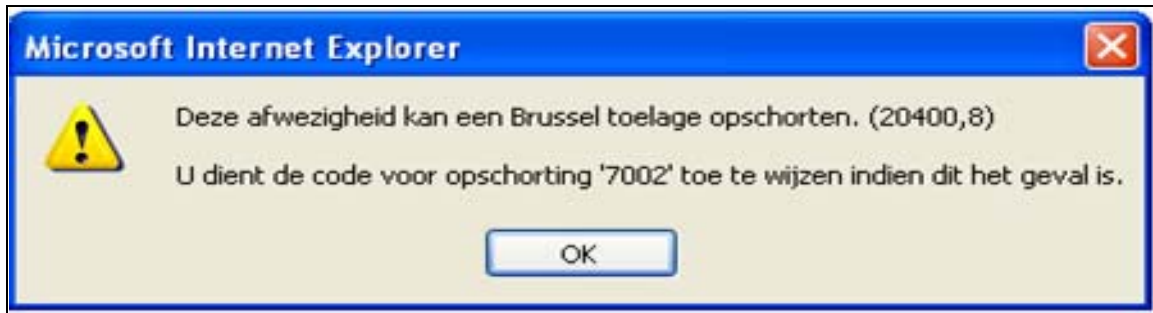 Microsoft Internet Explorer
Deze afwezigheid kan een Brussel toelage opschorten. (20400,8)
U dient de code voor opschorting '7002' toe te wijzen indien dit het geval is.
OK